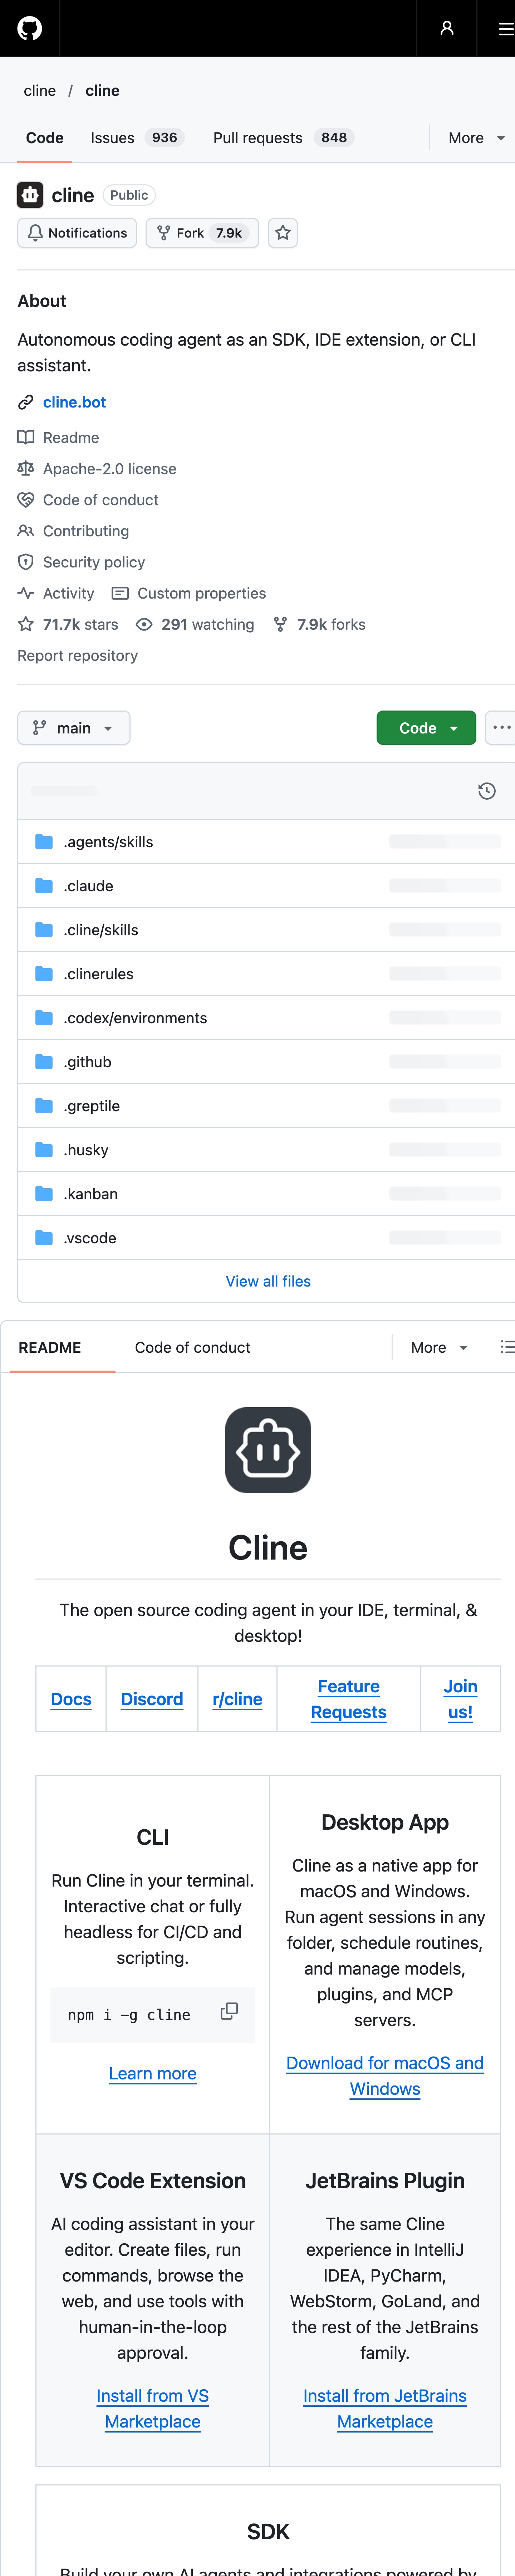 cline / cline
Code Issues 936 Pull requests 848 More
cline Public
Notifications Fork 7.9k
About
Autonomous coding agent as an SDK, IDE extension, or CLI
assistant.
cline.bot
Readme
Apache-2.0 license
Code of conduct
Contributing
Security policy
Activity Custom properties
71.7k stars 291 watching 7.9k forks
Report repository
main Code
.agents/skills
.claude
.cline/skills
.clinerules
.codex/environments
.github
.greptile
.husky
.kanban
.vscode
View all files
README Code of conduct More
Cline
The open source coding agent in your IDE, terminal, &
desktop!
Docs Discord r/cline Feature
Requests Join
us!
CLI
Run Cline in your terminal.
Interactive chat or fully
headless for CI/CD and
scripting.
npm i -g cline
Learn more
Desktop App
Cline as a native app for
macOS and Windows.
Run agent sessions in any
folder, schedule routines,
and manage models,
plugins, and MCP
servers.
Download for macOS and
Windows
VS Code Extension
AI coding assistant in your
editor. Create files, run
commands, browse the
web, and use tools with
human-in-the-loop
approval.
Install from VS
Marketplace
JetBrains Plugin
The same Cline
experience in IntelliJ
IDEA, PyCharm,
WebStorm, GoLand, and
the rest of the JetBrains
family.
Install from JetBrains
Marketplace
SDK
Build your own AI agents and integrations powered by